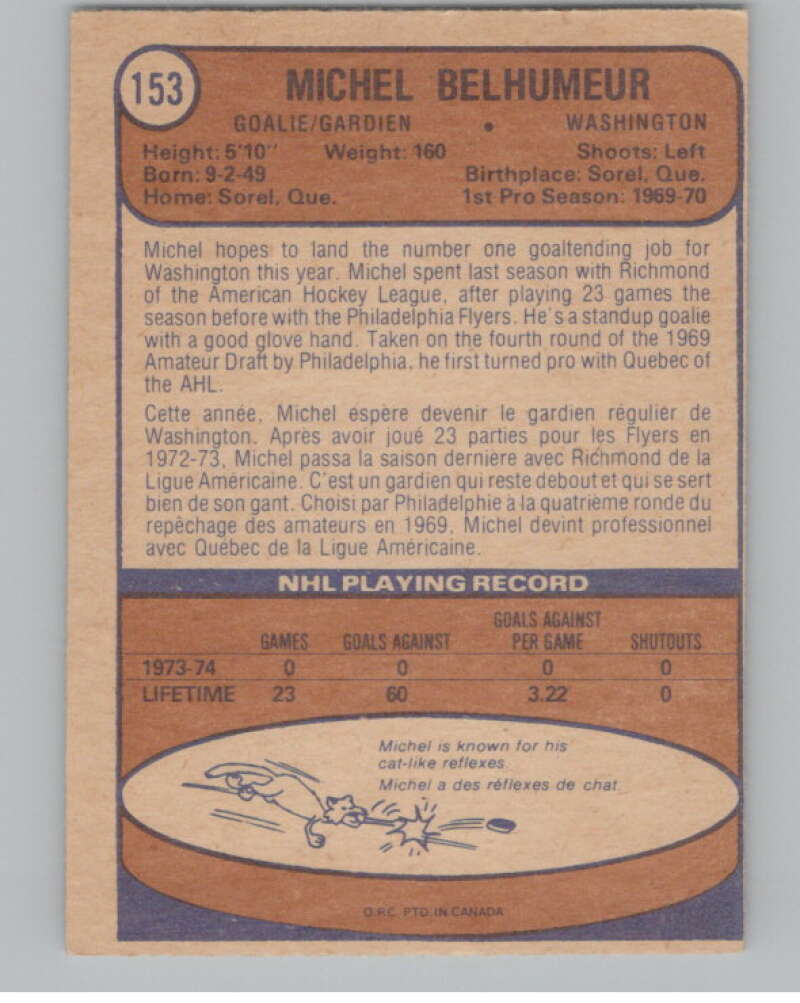 153
MICHEL BELHUMEUR
GOALIE/GARDIEN • WASHINGTON
Height: 5'10" Weight: 160 Shoots: Left
Born: 9-2-49 Birthplace: Sorel, Que.
Home: Sorel, Que. 1st Pro Season: 1969-70
Michel hopes to land the number one goaltending job for
Washington this year. Michel spent last season with Richmond
of the American Hockey League, after playing 23 games the
season before with the Philadelphia Flyers. He's a standup goalie
with a good glove hand. Taken on the fourth round of the 1969
Amateur Draft by Philadelphia, he first turned pro with Quebec of
the AHL.
Cette année, Michel espère devenir le gardien régulier de
Washington. Après avoir joué 23 parties pour les Flyers en
1972-73, Michel passa la saison dernière avec Richmond de la
Ligue Américaine. C'est un gardien qui reste debout et qui se sert
bien de son gant. Choisi par Philadelphie à la quatrième ronde du
repêchage des amateurs en 1969, Michel devint professionnel
avec Québec de la Ligue Américaine.
NHL PLAYING RECORD
GAMES GOALS AGAINST GOALS AGAINST PER GAME SHUTOUTS
1973-74 0 0 0 0
LIFETIME 23 60 3.22 0
Michel is known for his
cat-like reflexes.
Michel a des réflexes de chat.
O.P.C. PTD. IN CANADA